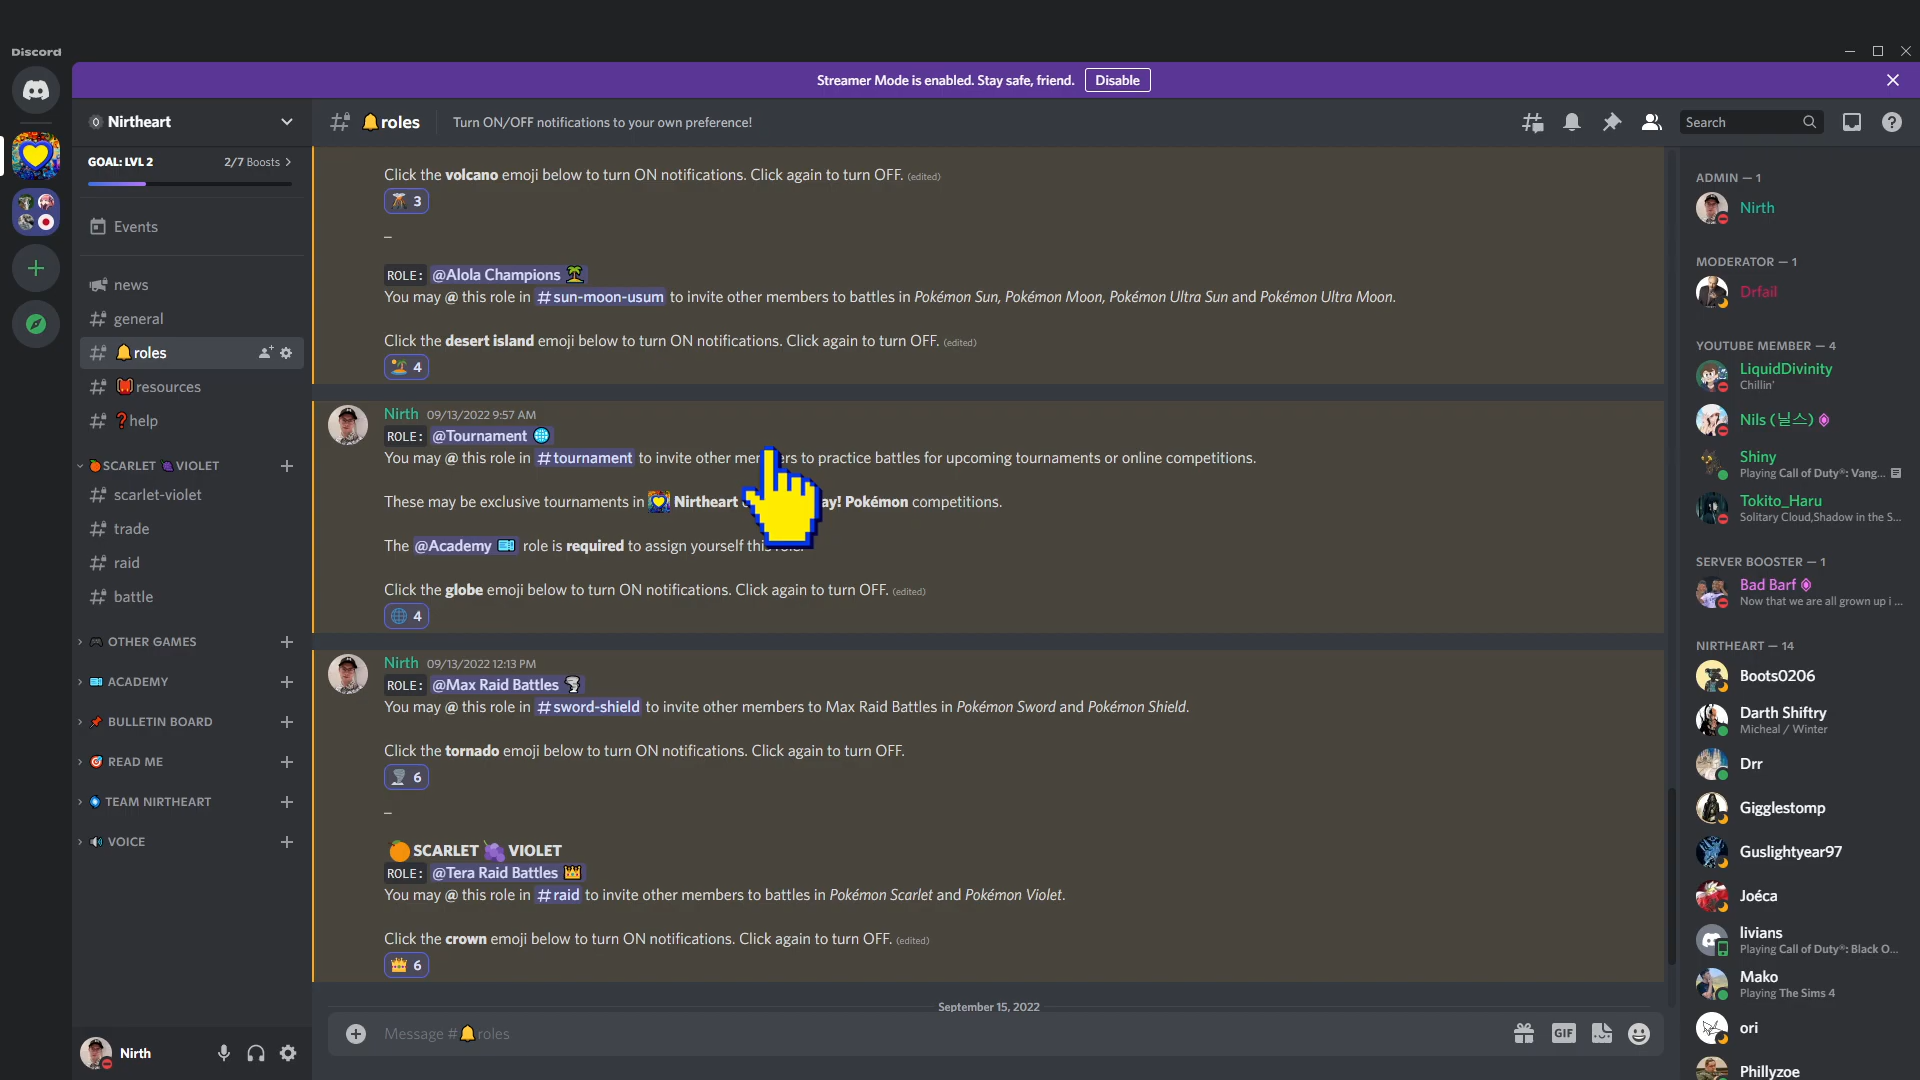 Discord
Streamer Mode is enabled. Stay safe, friend.
Disable
Nirtheart
roles
Turn ON/OFF notifications to your own preference!
Search
GOAL: LVL 2
2/7 Boosts
Events
news
general
roles
resources
help
SCARLET VIOLET
scarlet-violet
trade
raid
battle
OTHER GAMES
ACADEMY
BULLETIN BOARD
READ ME
TEAM NIRTHEART
VOICE
Nirth
Click the volcano emoji below to turn ON notifications. Click again to turn OFF. (edited)
3
–
ROLE: @Alola Champions
You may @ this role in #sun-moon-usum to invite other members to battles in Pokémon Sun, Pokémon Moon, Pokémon Ultra Sun and Pokémon Ultra Moon.
Click the desert island emoji below to turn ON notifications. Click again to turn OFF. (edited)
4
Nirth 09/13/2022 9:57 AM
ROLE: @Tournament
You may @ this role in #tournament to invite other members to practice battles for upcoming tournaments or online competitions.
These may be exclusive tournaments in Nirtheart Pokémon competitions.
The @Academy role is required to assign yourself this role.
Click the globe emoji below to turn ON notifications. Click again to turn OFF. (edited)
4
Nirth 09/13/2022 12:13 PM
ROLE: @Max Raid Battles
You may @ this role in #sword-shield to invite other members to Max Raid Battles in Pokémon Sword and Pokémon Shield.
Click the tornado emoji below to turn ON notifications. Click again to turn OFF.
6
–
SCARLET VIOLET
ROLE: @Tera Raid Battles
You may @ this role in #raid to invite other members to battles in Pokémon Scarlet and Pokémon Violet.
Click the crown emoji below to turn ON notifications. Click again to turn OFF. (edited)
6
September 15, 2022
Message # roles
GIF
ADMIN — 1
Nirth
MODERATOR — 1
Drfail
YOUTUBE MEMBER — 4
LiquidDivinity
Chillin'
Nils (닐스)
Shiny
Playing Call of Duty®: Vang...
Tokito_Haru
Solitary Cloud,Shadow in the S...
SERVER BOOSTER — 1
Bad Barf
Now that we are all grown up i ...
NIRTHEART — 14
Boots0206
Darth Shiftry
Micheal / Winter
Drr
Gigglestomp
Guslightyear97
Joéca
livians
Playing Call of Duty®: Black O...
Mako
Playing The Sims 4
ori
Phillyzoe